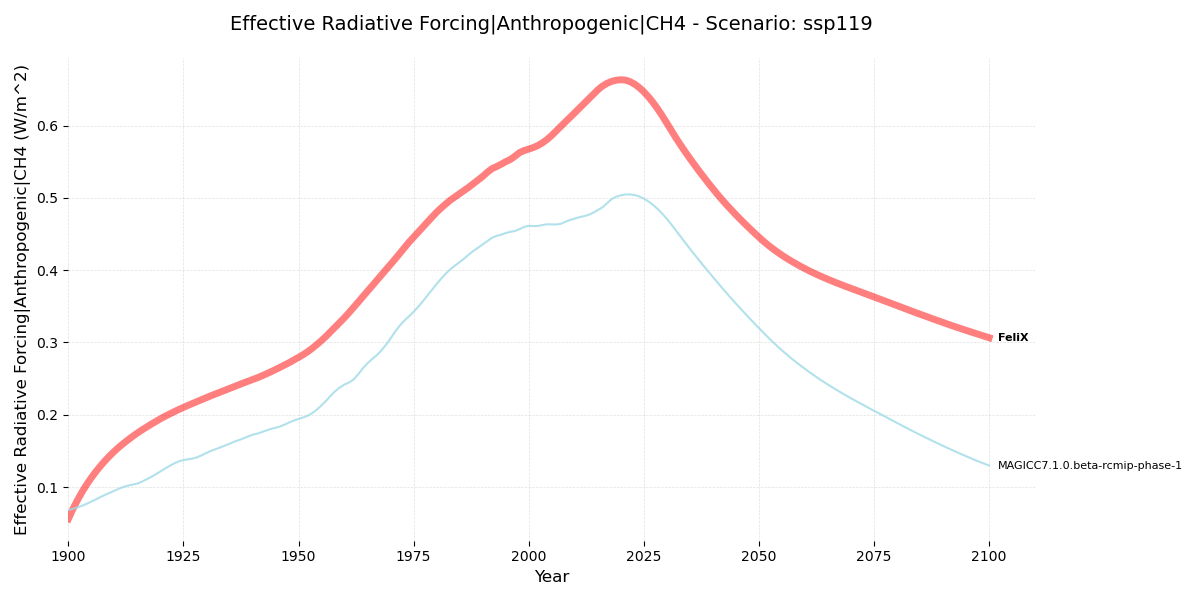 Effective Radiative Forcing|Anthropogenic|CH4 - Scenario: ssp119
Effective Radiative Forcing|Anthropogenic|CH4 (W/m^2)
0.6
0.5
0.4
0.3
0.2
0.1
FeliX
MAGICC7.1.0.beta-rcmip-phase-1
1900 1925 1950 1975 2000 2025 2050 2075 2100
Year